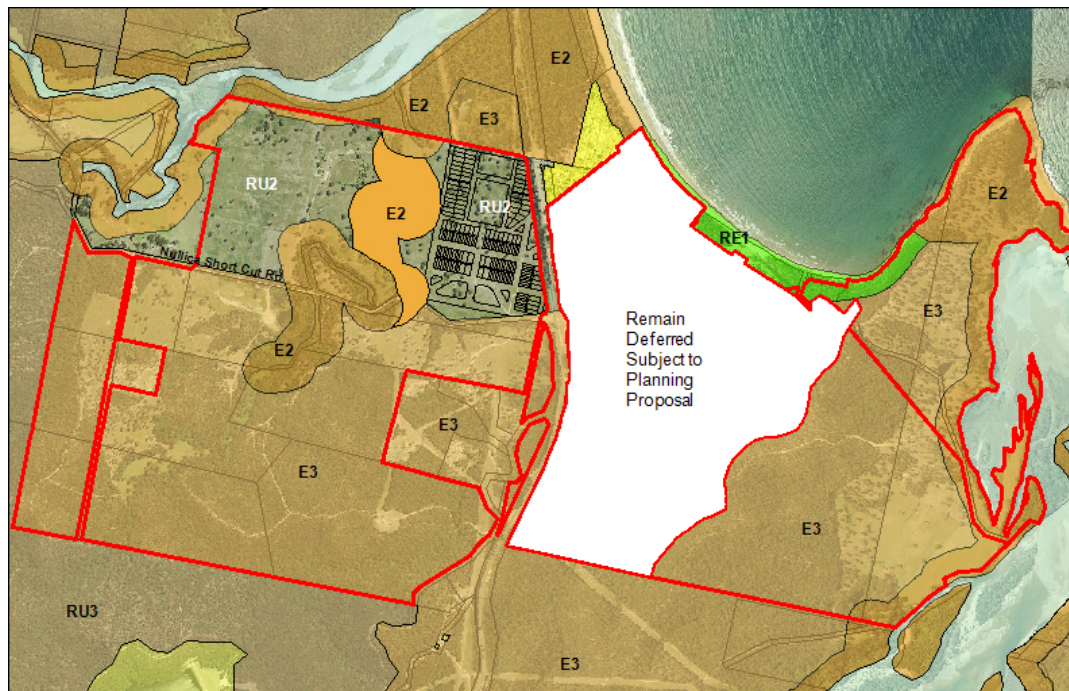 E2
E2
E3
RU2
E2
RU2
E2
RE1
Nullica Short Cut Rd
E3
Remain
Deferred
Subject to
Planning
Proposal
E2
E3
E3
E3
RU3
E3